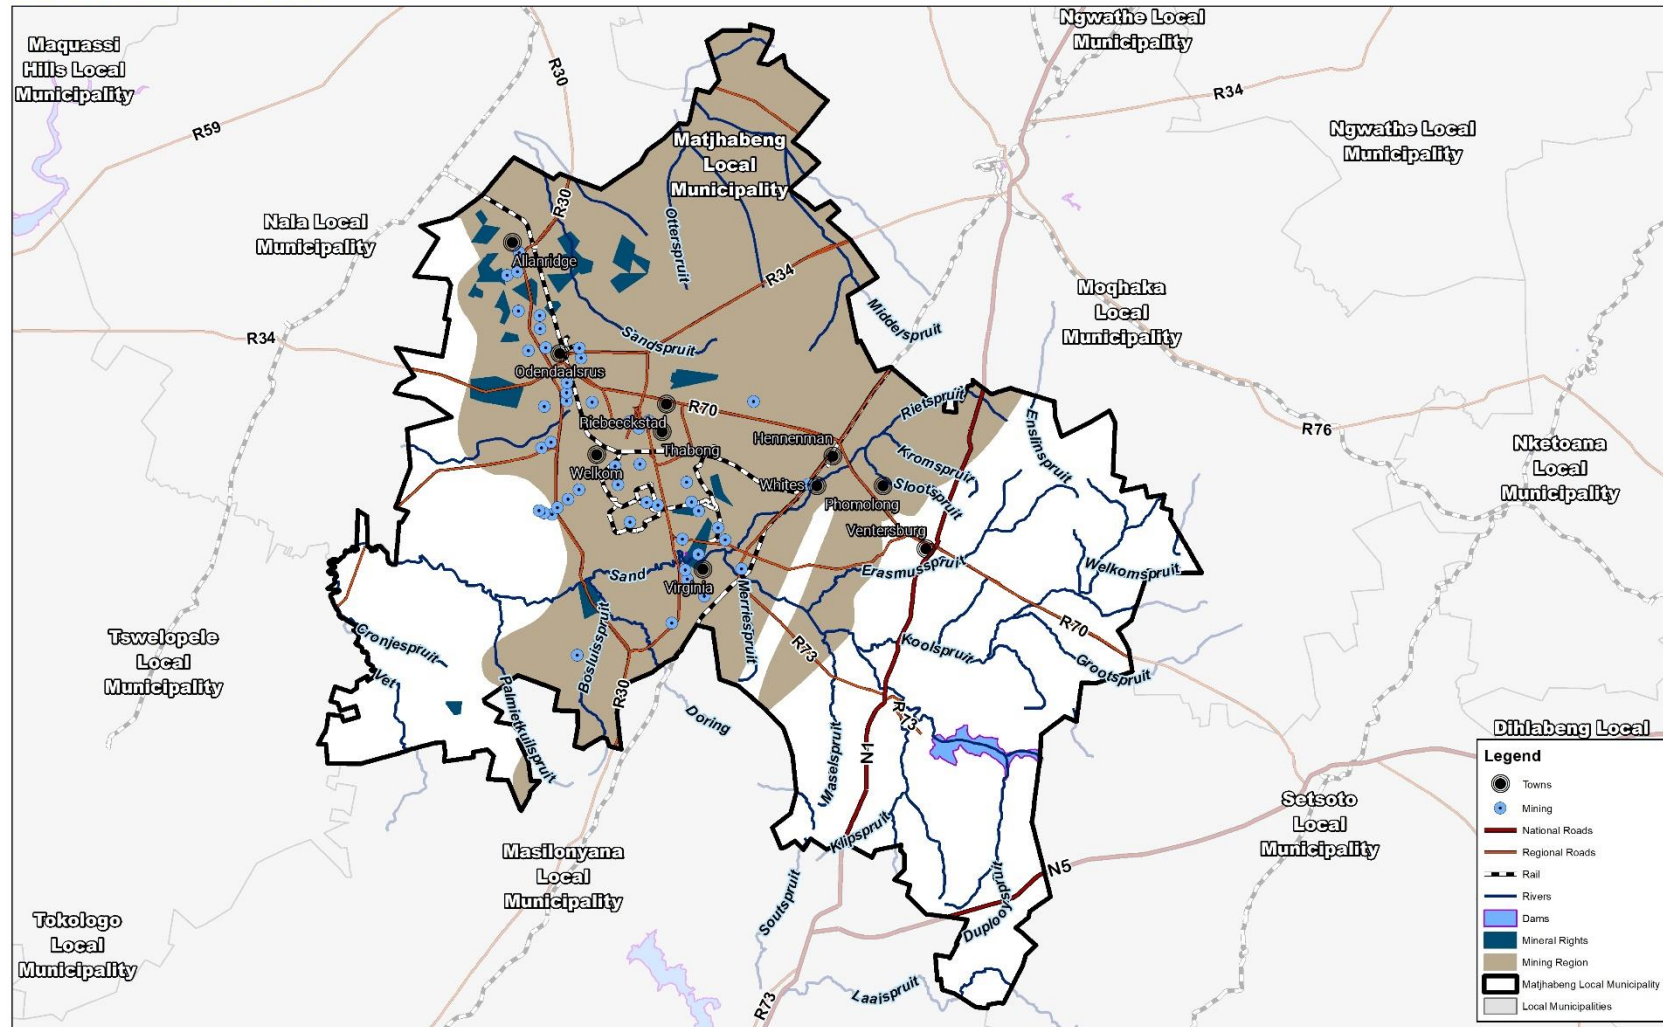 Ngwathe Local
Municipality
Maquassi
Hills Local
Municipality
R30
R59
R34
Ngwathe Local
Municipality
Matjhabeng
Local
Municipality
R30
Nala Local
Municipality
Otterspruit
Allanridge
R34
Moqhaka
Local
Municipality
Midderspruit
R34
Sandspruit
Odendaalsrus
R70
Rietspruit
Enslinspruit
R76
Riebeeckstad
Hennenman
Nketoana
Local
Municipality
Thabong
Kromspruit
Welkom
Whites
Slootspruit
Phomolong
Ventersburg
Erasmusspruit
Welkomspruit
Sand
Virginia
Merriespruit
R70
Tswelopele
Local
Municipality
Cronjespruit
Vet
Bosluisspruit
R73
Koolspruit
Grootspruit
Palmietkuilspruit
R30
Doring
R73
Dihlabeng Local
N1
Maselspruit
Setsoto
Local
Municipality
Klipspruit
Masilonyana
Local
Municipality
N5
Soutspruit
Duplooyspruit
Tokologo
Local
Municipality
R73
Laaispruit
Legend
Towns
Mining
National Roads
Regional Roads
Rail
Rivers
Dams
Mineral Rights
Mining Region
Matjhabeng Local Municipality
Local Municipalities